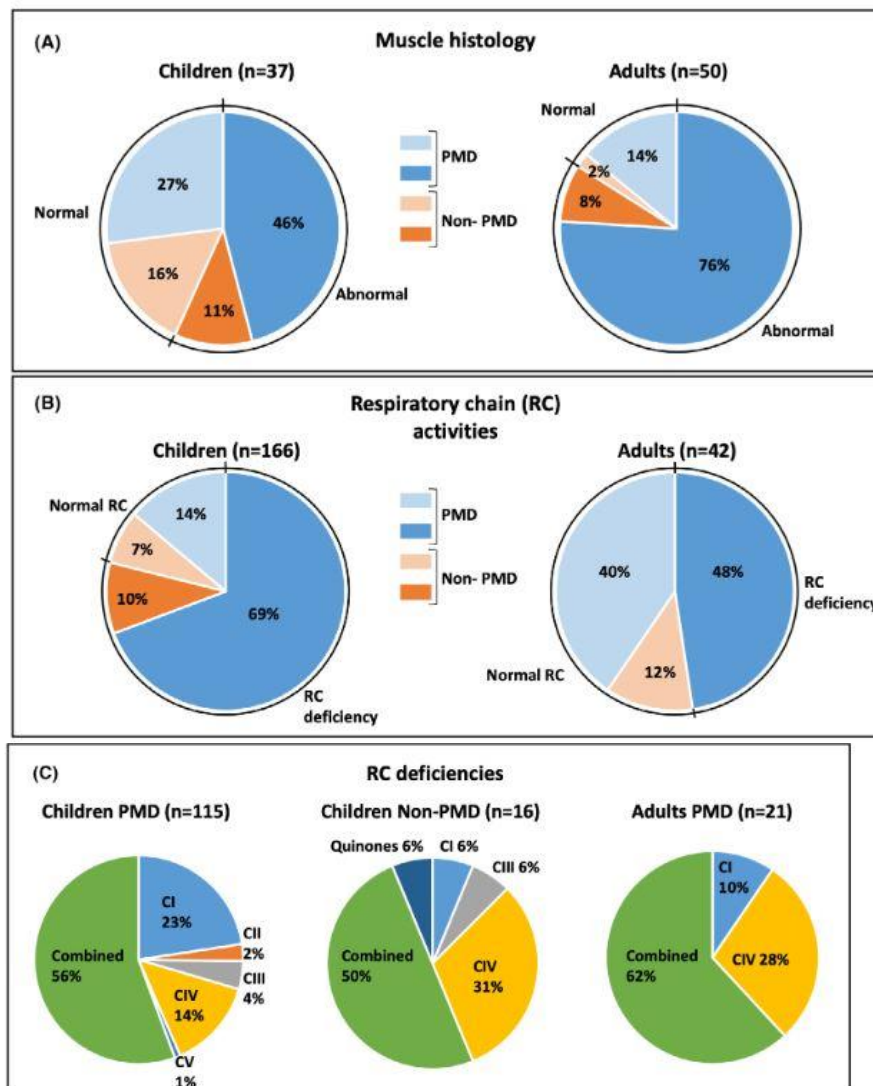 (A)
Muscle histology
Children (n=37)
Adults (n=50)
Normal
27%
46%
16%
11%
Abnormal
PMD
Non- PMD
Normal
14%
2%
8%
76%
Abnormal
(B)
Respiratory chain (RC)
activities
Children (n=166)
Adults (n=42)
Normal RC
14%
7%
10%
69%
RC
deficiency
PMD
Non- PMD
40%
48%
RC
deficiency
Normal RC
12%
(C)
RC deficiencies
Children PMD (n=115)
Children Non-PMD (n=16)
Adults PMD (n=21)
CI
23%
CII
2%
CIII
4%
CIV
14%
CV
1%
Combined
56%
Quinones 6%
CI 6%
CIII 6%
Combined
50%
CIV
31%
CI
10%
CIV 28%
Combined
62%